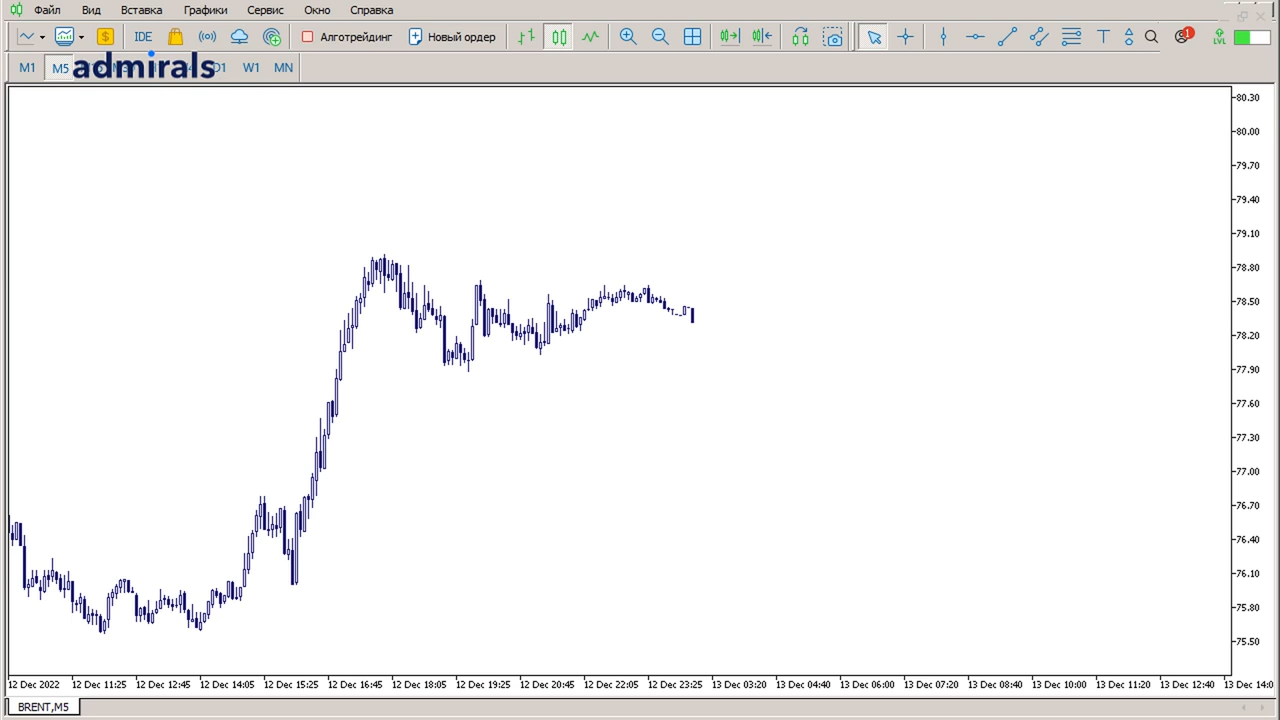 Файл Вид Вставка Графики Сервис Окно Справка
IDE Алготрейдинг Новый ордер 1 LVL
M1 M5 D1 W1 MN
admirals
80.30
80.00
79.70
79.40
79.10
78.80
78.50
78.20
77.90
77.60
77.30
77.00
76.70
76.40
76.10
75.80
75.50
12 Dec 2022 12 Dec 11:25 12 Dec 12:45 12 Dec 14:05 12 Dec 15:25 12 Dec 16:45 12 Dec 18:05 12 Dec 19:25 12 Dec 20:45 12 Dec 22:05 12 Dec 23:25 13 Dec 03:20 13 Dec 04:40 13 Dec 06:00 13 Dec 07:20 13 Dec 08:40 13 Dec 10:00 13 Dec 11:20 13 Dec 12:40 13 Dec 14:0
BRENT,M5